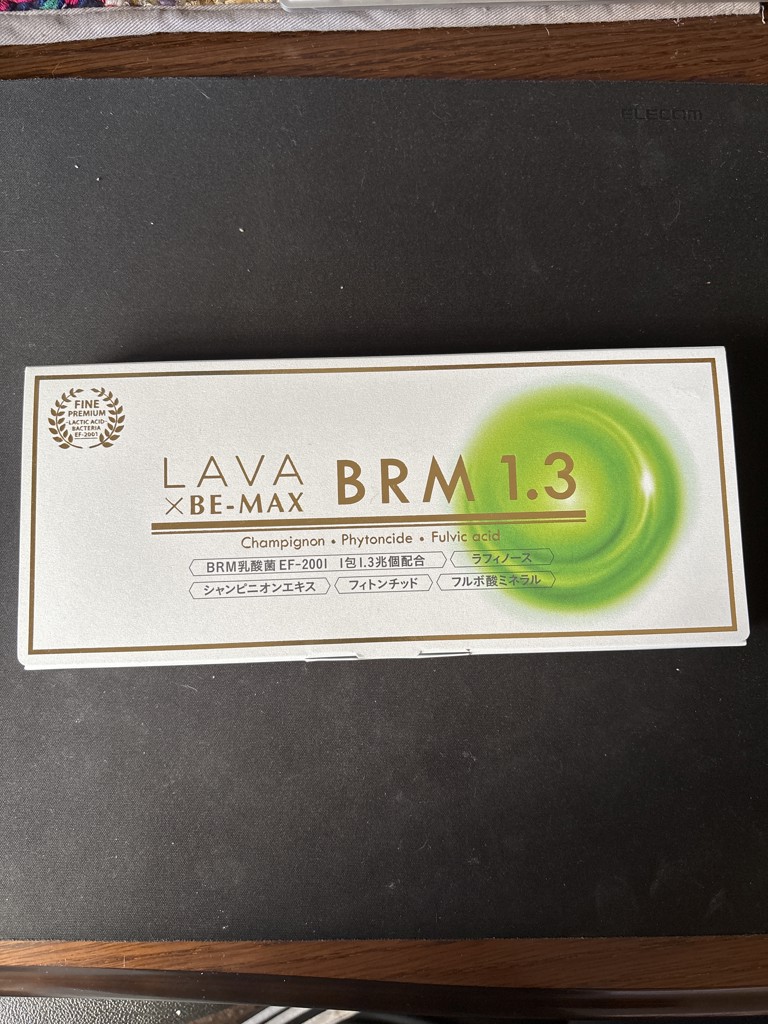 ELECOM
FINE
PREMIUM
-LACTIC ACID-
BACTERIA
EF-2001
LAVA
×BE-MAX
BRM 1.3
Champignon • Phytoncide • Fulvic acid
BRM乳酸菌 EF-2001 1包1.3兆個配合
ラフィノース
シャンピニオンエキス
フィトンチッド
フルボ酸ミネラル